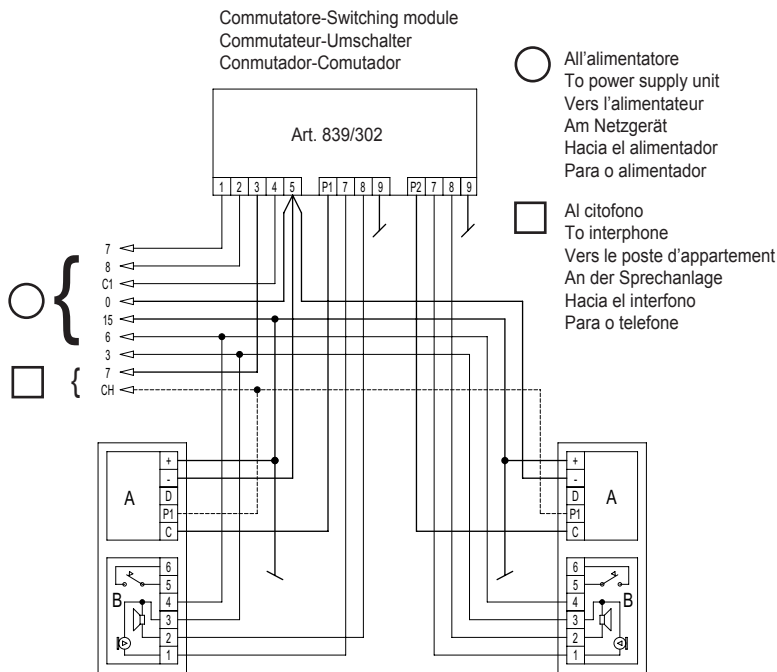 Commutatore-Switching module
Commutateur-Umschalter
Conmutador-Comutador
All'alimentatore
To power supply unit
Vers l'alimentateur
Am Netzgerät
Hacia el alimentador
Para o alimentador
Art. 839/302
1 2 3 4 5 P1 7 8 9 P2 7 8 9
Al citofono
To interphone
Vers le poste d'appartement
An der Sprechanlage
Hacia el interfono
Para o telefone
7
8
C1
0
15
6
3
7
CH
A
+
-
D
P1
C
B
6
5
4
3
2
1
+
-
D
P1
C
A
6
5
4
3
2
1
B